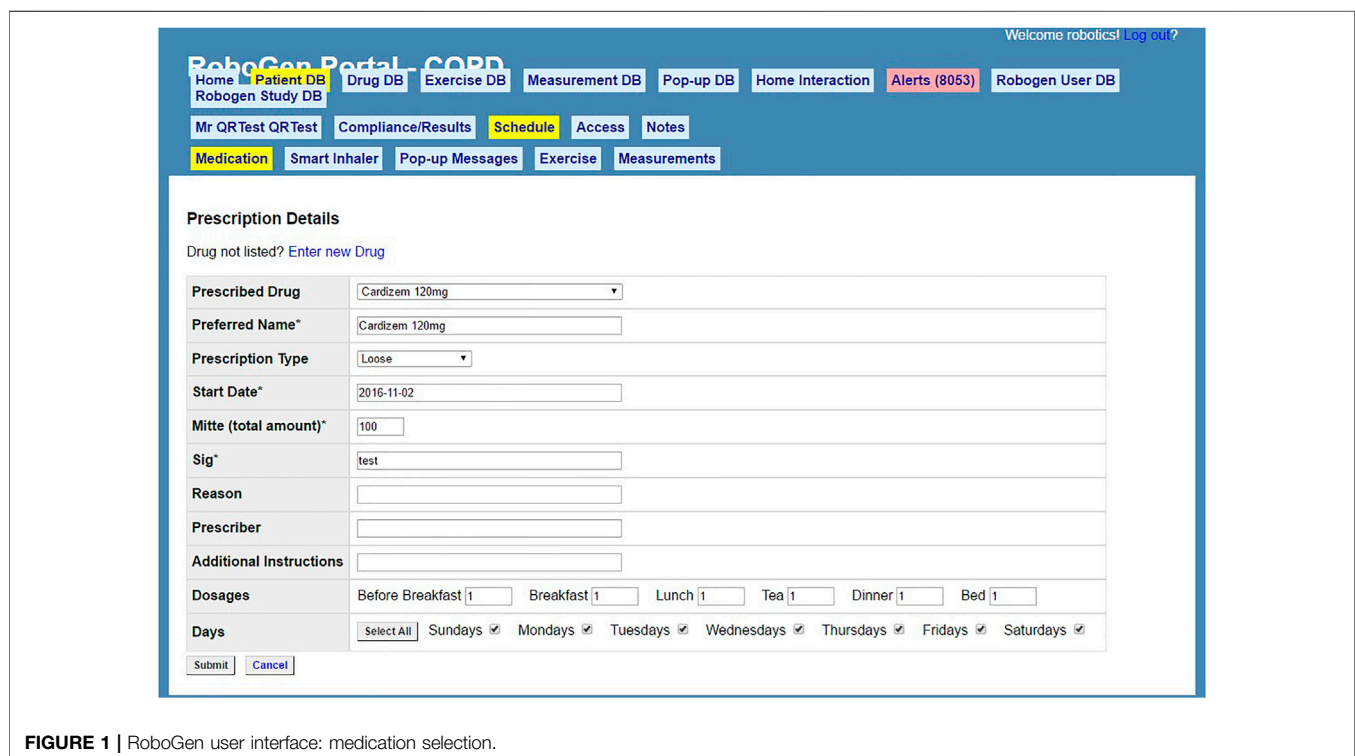 Welcome robotics! Log out?
RoboGen Portal - COPD
Home Patient DB Drug DB Exercise DB Measurement DB Pop-up DB Home Interaction Alerts (8053) Robogen User DB
Robogen Study DB
Mr QRTest QRTest Compliance/Results Schedule Access Notes
Medication Smart Inhaler Pop-up Messages Exercise Measurements
Prescription Details
Drug not listed? Enter new Drug
Prescribed Drug Cardizem 120mg
Preferred Name* Cardizem 120mg
Prescription Type Loose
Start Date* 2016-11-02
Mitte (total amount)* 100
Sig* test
Reason
Prescriber
Additional Instructions
Dosages Before Breakfast 1 Breakfast 1 Lunch 1 Tea 1 Dinner 1 Bed 1
Days Select All Sundays Mondays Tuesdays Wednesdays Thursdays Fridays Saturdays
Submit Cancel
FIGURE 1 | RoboGen user interface: medication selection.